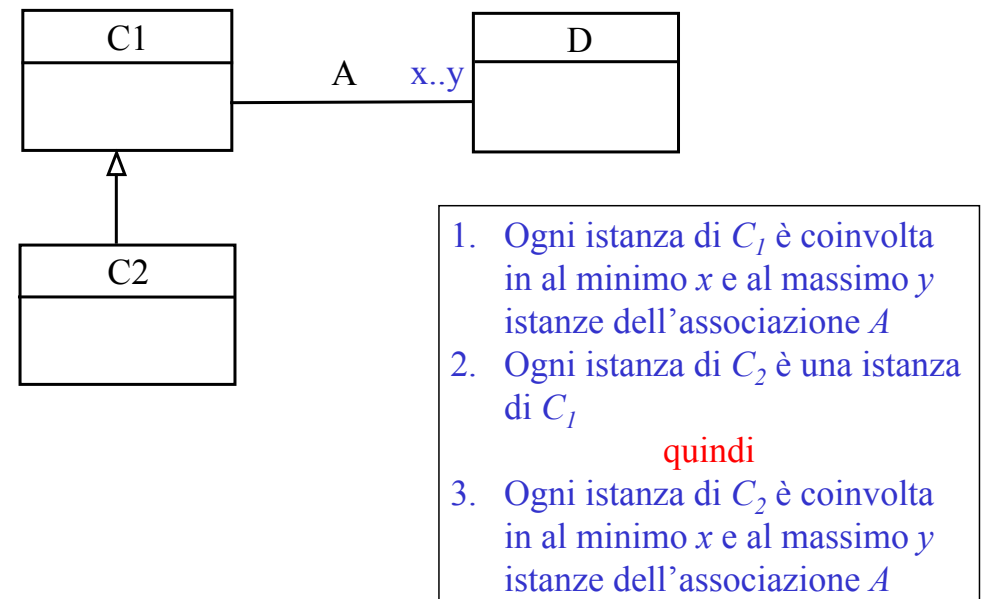 C1
D
A x..y
C2
1. Ogni istanza di C1 è coinvolta
in al minimo x e al massimo y
istanze dell’associazione A
2. Ogni istanza di C2 è una istanza
di C1
quindi
3. Ogni istanza di C2 è coinvolta
in al minimo x e al massimo y
istanze dell’associazione A